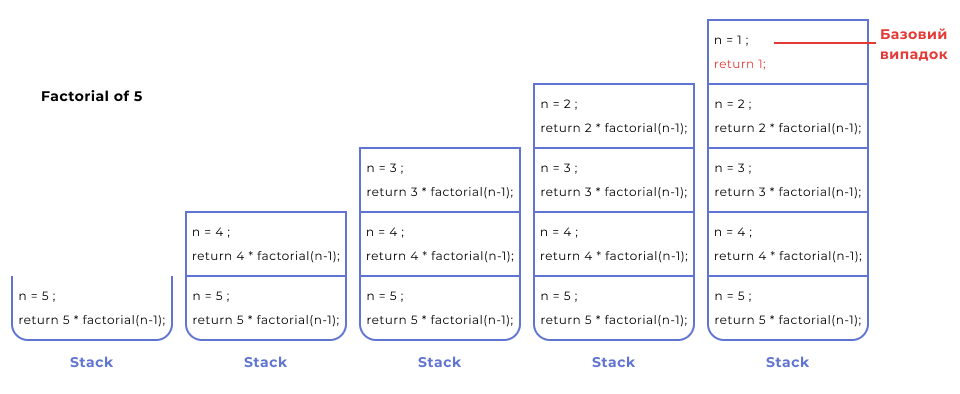 Factorial of 5
n = 5 ;
return 5 * factorial(n-1);
Stack
n = 4 ;
return 4 * factorial(n-1);
n = 5 ;
return 5 * factorial(n-1);
Stack
n = 3 ;
return 3 * factorial(n-1);
n = 4 ;
return 4 * factorial(n-1);
n = 5 ;
return 5 * factorial(n-1);
Stack
n = 2 ;
return 2 * factorial(n-1);
n = 3 ;
return 3 * factorial(n-1);
n = 4 ;
return 4 * factorial(n-1);
n = 5 ;
return 5 * factorial(n-1);
Stack
n = 1 ;
return 1;
n = 2 ;
return 2 * factorial(n-1);
n = 3 ;
return 3 * factorial(n-1);
n = 4 ;
return 4 * factorial(n-1);
n = 5 ;
return 5 * factorial(n-1);
Stack
Базовий
випадок